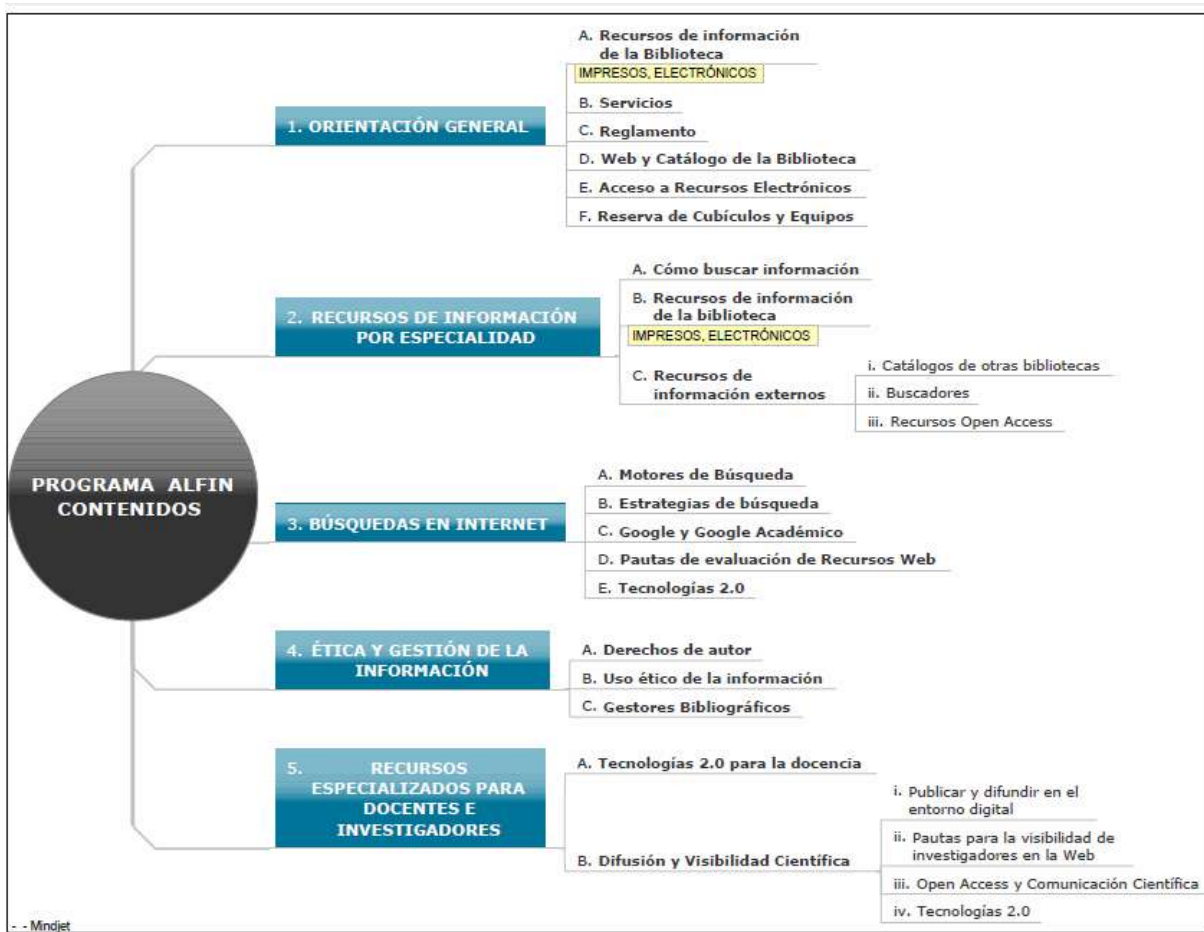 PROGRAMA ALFIN
CONTENIDOS
1. ORIENTACIÓN GENERAL
A. Recursos de información
de la Biblioteca
IMPRESOS, ELECTRÓNICOS
B. Servicios
C. Reglamento
D. Web y Catálogo de la Biblioteca
E. Acceso a Recursos Electrónicos
F. Reserva de Cubículos y Equipos
2. RECURSOS DE INFORMACIÓN
POR ESPECIALIDAD
A. Cómo buscar información
B. Recursos de información
de la biblioteca
IMPRESOS, ELECTRÓNICOS
C. Recursos de
información externos
i. Catálogos de otras bibliotecas
ii. Buscadores
iii. Recursos Open Access
3. BÚSQUEDAS EN INTERNET
A. Motores de Búsqueda
B. Estrategias de búsqueda
C. Google y Google Académico
D. Pautas de evaluación de Recursos Web
E. Tecnologías 2.0
4. ÉTICA Y GESTIÓN DE LA
INFORMACIÓN
A. Derechos de autor
B. Uso ético de la información
C. Gestores Bibliográficos
5. RECURSOS
ESPECIALIZADOS PARA
DOCENTES E
INVESTIGADORES
A. Tecnologías 2.0 para la docencia
B. Difusión y Visibilidad Científica
i. Publicar y difundir en el
entorno digital
ii. Pautas para la visibilidad de
investigadores en la Web
iii. Open Access y Comunicación Científica
iv. Tecnologías 2.0
- - Mindjet